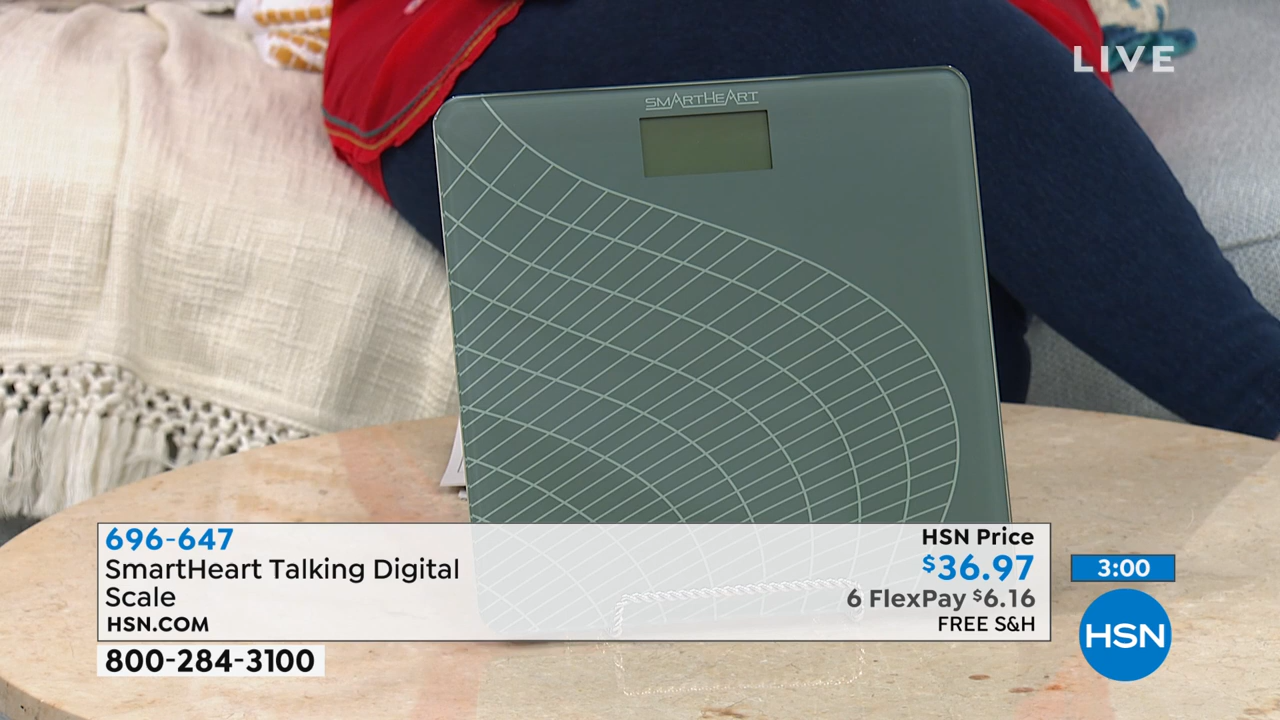 LIVE
SMARTHEART
696-647
SmartHeart Talking Digital
Scale
HSN.COM
HSN Price
$36.97
6 FlexPay $6.16
FREE S&H
3:00
HSN
800-284-3100